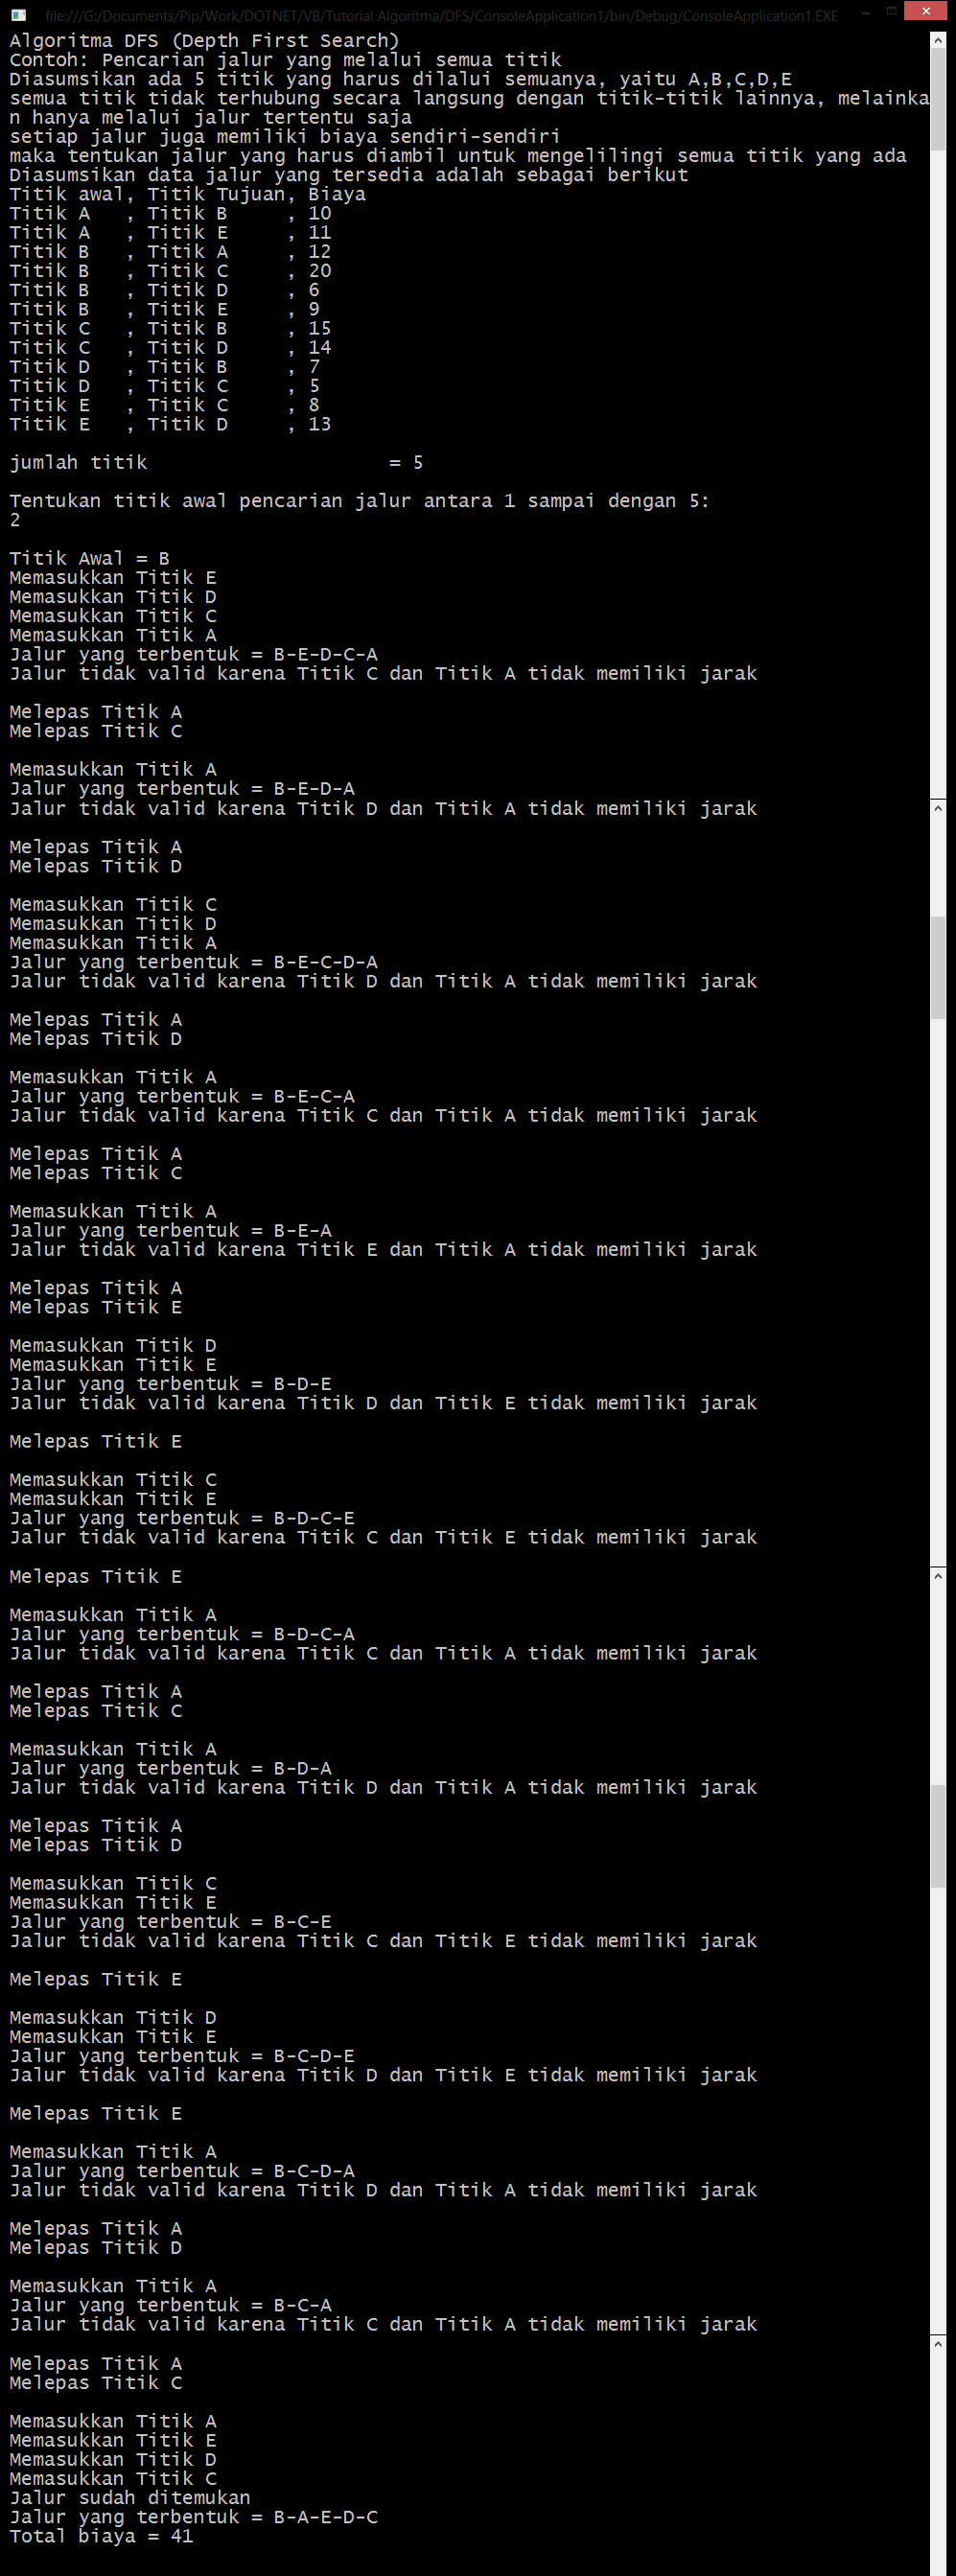 file:///G:/Documents/Pip/Work/DOTNET/VB/Tutorial Algoritma/DFS/ConsoleApplication1/bin/Debug/ConsoleApplication1.EXE
Algoritma DFS (Depth First Search)
Contoh: Pencarian jalur yang melalui semua titik
Diasumsikan ada 5 titik yang harus dilalui semuanya, yaitu A,B,C,D,E
semua titik tidak terhubung secara langsung dengan titik-titik lainnya, melainka
n hanya melalui jalur tertentu saja
setiap jalur juga memiliki biaya sendiri-sendiri
maka tentukan jalur yang harus diambil untuk mengelilingi semua titik yang ada
Diasumsikan data jalur yang tersedia adalah sebagai berikut
Titik awal, Titik Tujuan, Biaya
Titik A   , Titik B     , 10
Titik A   , Titik E     , 11
Titik B   , Titik A     , 12
Titik B   , Titik C     , 20
Titik B   , Titik D     , 6
Titik B   , Titik E     , 9
Titik C   , Titik B     , 15
Titik C   , Titik D     , 14
Titik D   , Titik B     , 7
Titik D   , Titik C     , 5
Titik E   , Titik C     , 8
Titik E   , Titik D     , 13

jumlah titik                     = 5

Tentukan titik awal pencarian jalur antara 1 sampai dengan 5:
2

Titik Awal = B
Memasukkan Titik E
Memasukkan Titik D
Memasukkan Titik C
Memasukkan Titik A
Jalur yang terbentuk = B-E-D-C-A
Jalur tidak valid karena Titik C dan Titik A tidak memiliki jarak

Melepas Titik A
Melepas Titik C

Memasukkan Titik A
Jalur yang terbentuk = B-E-D-A
Jalur tidak valid karena Titik D dan Titik A tidak memiliki jarak

Melepas Titik A
Melepas Titik D

Memasukkan Titik C
Memasukkan Titik D
Memasukkan Titik A
Jalur yang terbentuk = B-E-C-D-A
Jalur tidak valid karena Titik D dan Titik A tidak memiliki jarak

Melepas Titik A
Melepas Titik D

Memasukkan Titik A
Jalur yang terbentuk = B-E-C-A
Jalur tidak valid karena Titik C dan Titik A tidak memiliki jarak

Melepas Titik A
Melepas Titik C

Memasukkan Titik A
Jalur yang terbentuk = B-E-A
Jalur tidak valid karena Titik E dan Titik A tidak memiliki jarak

Melepas Titik A
Melepas Titik E

Memasukkan Titik D
Memasukkan Titik E
Jalur yang terbentuk = B-D-E
Jalur tidak valid karena Titik D dan Titik E tidak memiliki jarak

Melepas Titik E

Memasukkan Titik C
Memasukkan Titik E
Jalur yang terbentuk = B-D-C-E
Jalur tidak valid karena Titik C dan Titik E tidak memiliki jarak

Melepas Titik E

Memasukkan Titik A
Jalur yang terbentuk = B-D-C-A
Jalur tidak valid karena Titik C dan Titik A tidak memiliki jarak

Melepas Titik A
Melepas Titik C

Memasukkan Titik A
Jalur yang terbentuk = B-D-A
Jalur tidak valid karena Titik D dan Titik A tidak memiliki jarak

Melepas Titik A
Melepas Titik D

Memasukkan Titik C
Memasukkan Titik E
Jalur yang terbentuk = B-C-E
Jalur tidak valid karena Titik C dan Titik E tidak memiliki jarak

Melepas Titik E

Memasukkan Titik D
Memasukkan Titik E
Jalur yang terbentuk = B-C-D-E
Jalur tidak valid karena Titik D dan Titik E tidak memiliki jarak

Melepas Titik E

Memasukkan Titik A
Jalur yang terbentuk = B-C-D-A
Jalur tidak valid karena Titik D dan Titik A tidak memiliki jarak

Melepas Titik A
Melepas Titik D

Memasukkan Titik A
Jalur yang terbentuk = B-C-A
Jalur tidak valid karena Titik C dan Titik A tidak memiliki jarak

Melepas Titik A
Melepas Titik C

Memasukkan Titik A
Memasukkan Titik E
Memasukkan Titik D
Memasukkan Titik C
Jalur sudah ditemukan
Jalur yang terbentuk = B-A-E-D-C
Total biaya = 41